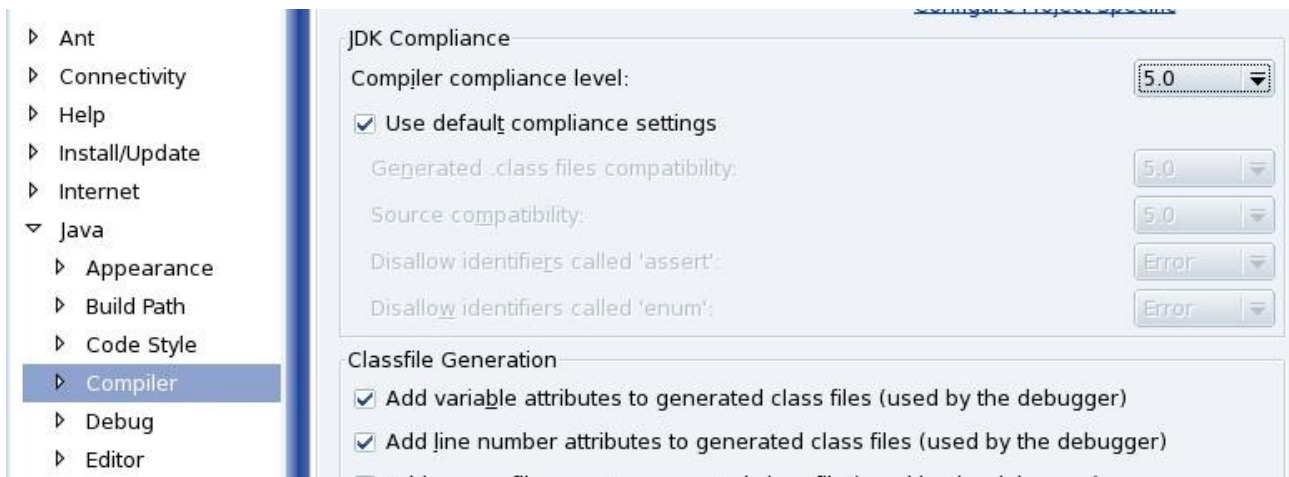 Ant
Connectivity
Help
Install/Update
Internet
Java
Appearance
Build Path
Code Style
Compiler
Debug
Editor
Configure Project Specific
JDK Compliance
Compiler compliance level: 5.0
Use default compliance settings
Generated .class files compatibility: 5.0
Source compatibility: 5.0
Disallow identifiers called 'assert': Error
Disallow identifiers called 'enum': Error
Classfile Generation
Add variable attributes to generated class files (used by the debugger)
Add line number attributes to generated class files (used by the debugger)